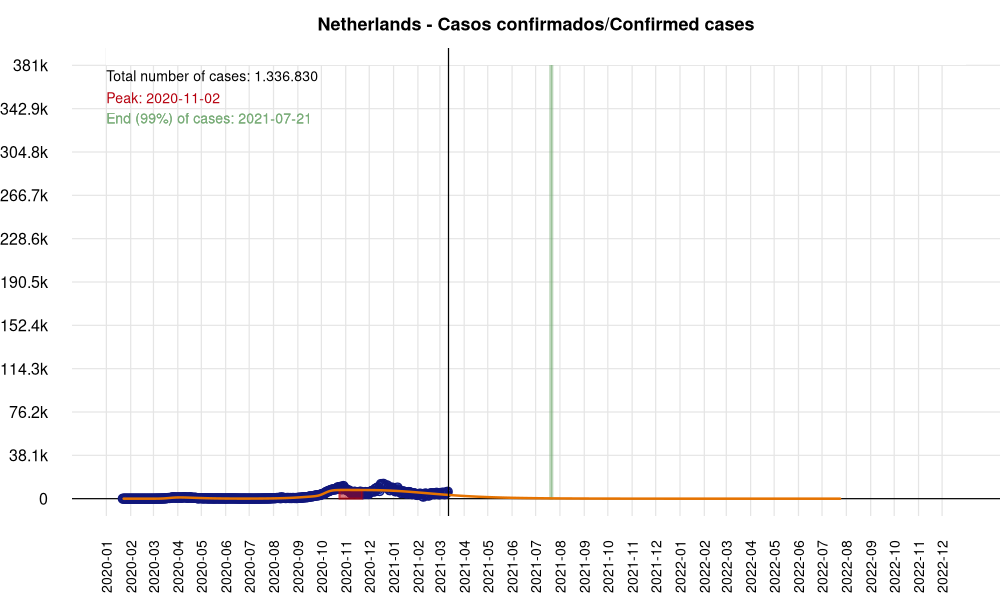 Netherlands - Casos confirmados/Confirmed cases
381k
Total number of cases: 1.336.830
Peak: 2020-11-02
342.9k
End (99%) of cases: 2021-07-21
304.8k
266.7k
228.6k
190.5k
152.4k
114.3k
76.2k
38.1k
0
2020-01
2020-02
2020-03
2020-04
2020-05
2020-06
2020-07
2020-08
2020-09
2020-10
2020-11
2020-12
2021-01
2021-02
2021-03
2021-04
2021-05
2021-06
2021-07
2021-08
2021-09
2021-10
2021-11
2021-12
2022-01
2022-02
2022-03
2022-04
2022-05
2022-06
2022-07
2022-08
2022-09
2022-10
2022-11
2022-12